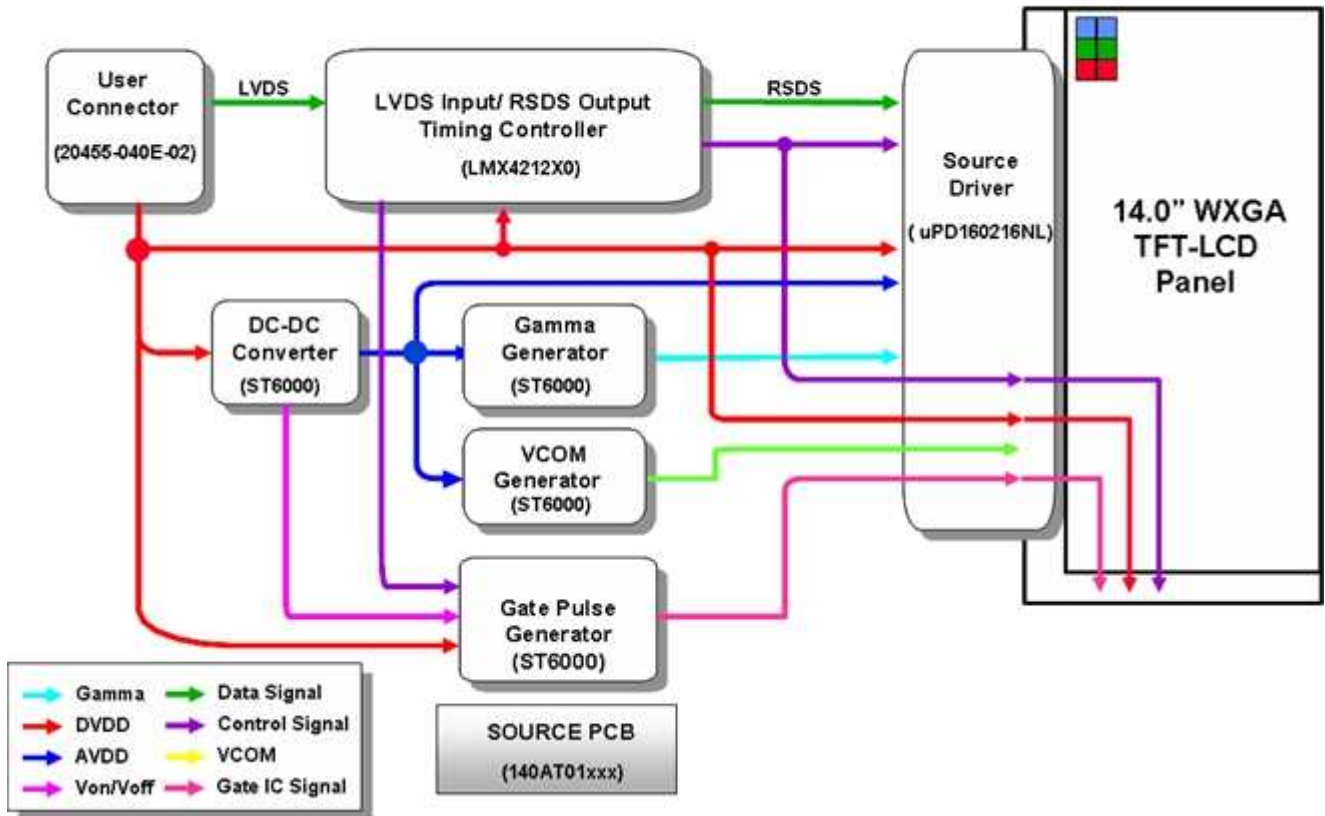 User
Connector
(20455-040E-02)
LVDS
LVDS Input/ RSDS Output
Timing Controller
(LMX4212X0)
RSDS
Source
Driver
( uPD160216NL)
14.0” WXGA
TFT-LCD
Panel
DC-DC
Converter
(ST6000)
Gamma
Generator
(ST6000)
VCOM
Generator
(ST6000)
Gate Pulse
Generator
(ST6000)
Gamma
DVDD
AVDD
Von/Voff
Data Signal
Control Signal
VCOM
Gate IC Signal
SOURCE PCB
(140AT01xxx)